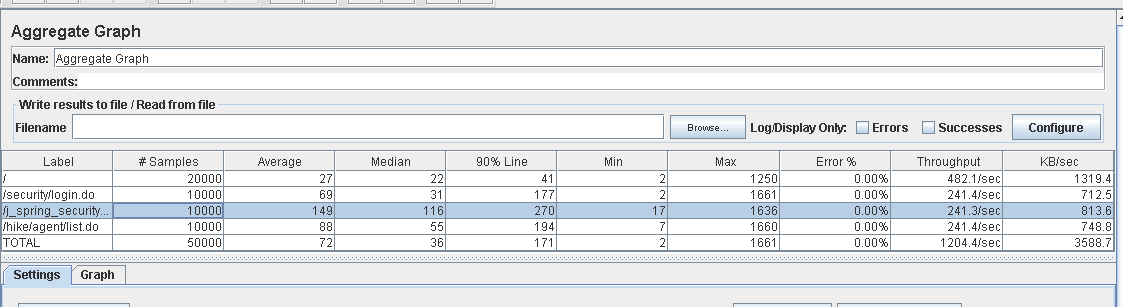 Aggregate Graph
Name: Aggregate Graph
Comments:
Write results to file / Read from file
Filename Browse... Log/Display Only: Errors Successes Configure
Label # Samples Average Median 90% Line Min Max Error % Throughput KB/sec
/ 20000 27 22 41 2 1250 0.00% 482.1/sec 1319.4
/security/login.do 10000 69 31 177 2 1661 0.00% 241.4/sec 712.5
/j_spring_security... 10000 149 116 270 17 1636 0.00% 241.3/sec 813.6
/hike/agent/list.do 10000 88 55 194 7 1660 0.00% 241.4/sec 748.8
TOTAL 50000 72 36 171 2 1661 0.00% 1204.4/sec 3588.7
Settings Graph